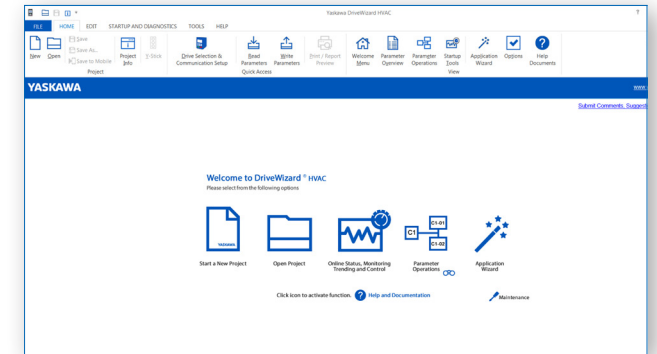 Yaskawa DriveWizard HVAC
?
FILE HOME EDIT STARTUP AND DIAGNOSTICS TOOLS HELP
New
Open
Save
Save As..
Save to Mobile
Project
Info
Project
Drive Selection &
Communication Setup
Read
Parameters
Write
Parameters
Quick Access
Print / Report
Preview
Welcome
Menu
Parameter
Overview
Parameter
Operations
Startup
Tools
View
Application
Wizard
Options
Help
Documents
YASKAWA
www.
Submit Comments, Suggest
Welcome to DriveWizard ® HVAC
Please select from the following options
YASKAWA
C1
C1-01
C1-02
Start a New Project
Open Project
Online Status, Monitoring
Trending and Control
Parameter
Operations
Application
Wizard
Click Icon to activate function.
? Help and Documentation
Maintenance